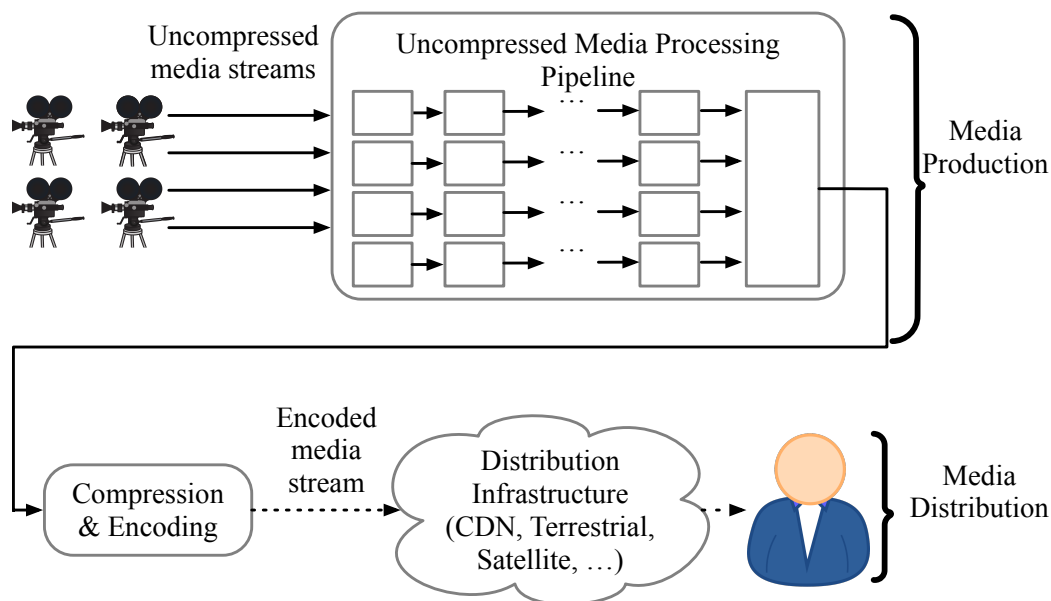 Uncompressed
media streams
Uncompressed Media Processing
Pipeline
…
…
…
…
Media
Production
Encoded
media
stream
Compression
& Encoding
Distribution
Infrastructure
(CDN, Terrestrial,
Satellite, …)
Media
Distribution